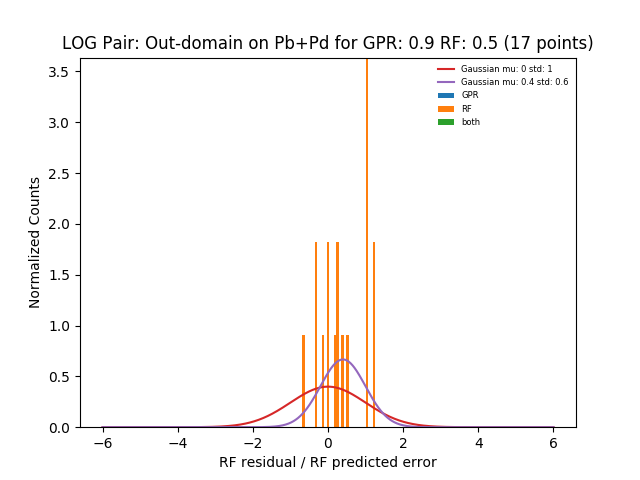 LOG Pair: Out-domain on Pb+Pd for GPR: 0.9 RF: 0.5 (17 points)
Gaussian mu: 0 std: 1
Gaussian mu: 0.4 std: 0.6
GPR
RF
both
Normalized Counts
3.5
3.0
2.5
2.0
1.5
1.0
0.5
0.0
−6
−4
−2
0
2
4
6
RF residual / RF predicted error